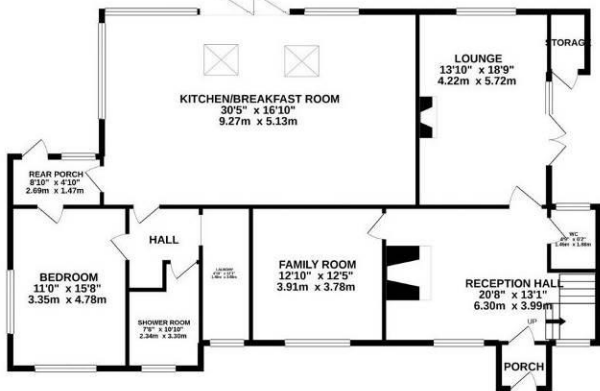 KITCHEN/BREAKFAST ROOM
30'5" x 16'10"
9.27m x 5.13m
LOUNGE
13'10" x 18'9"
4.22m x 5.72m
STORAGE
REAR PORCH
8'10" x 4'10"
2.69m x 1.47m
HALL
BEDROOM
11'0" x 15'8"
3.35m x 4.78m
SHOWER ROOM
7'8" x 10'10"
2.34m x 3.30m
LAUNDRY
FAMILY ROOM
12'10" x 12'5"
3.91m x 3.78m
RECEPTION HALL
20'8" x 13'1"
6.30m x 3.99m
WC
UP
PORCH